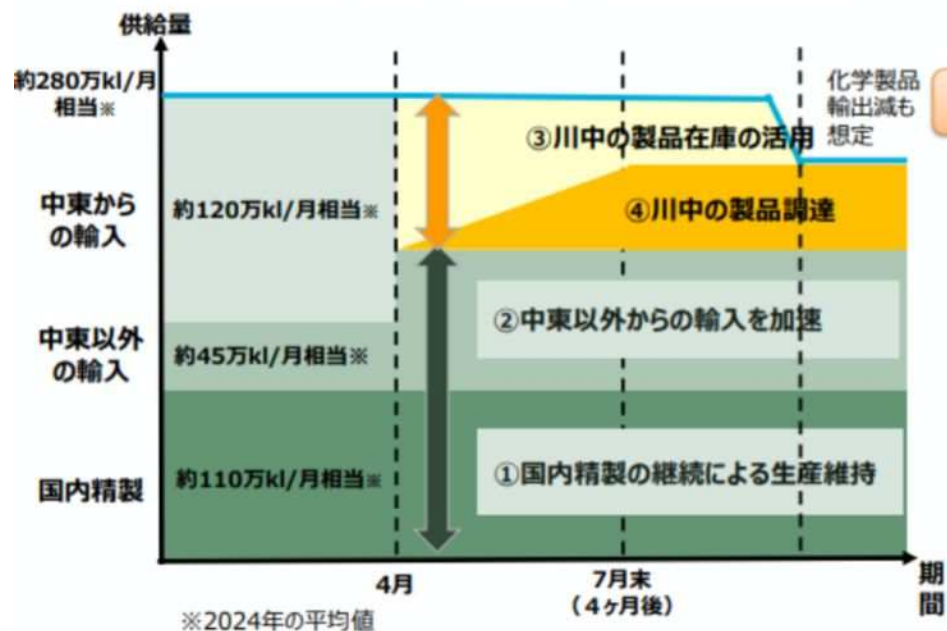 供給量
約280万kl/月
相当※
中東から
の輸入
約120万kl/月相当※
中東以外
の輸入
約45万kl/月相当※
国内精製
約110万kl/月相当※
③川中の製品在庫の活用
化学製品
輸出減も
想定
④川中の製品調達
②中東以外からの輸入を加速
①国内精製の継続による生産維持
4月
7月末
(4ヶ月後)
期
間
※2024年の平均値